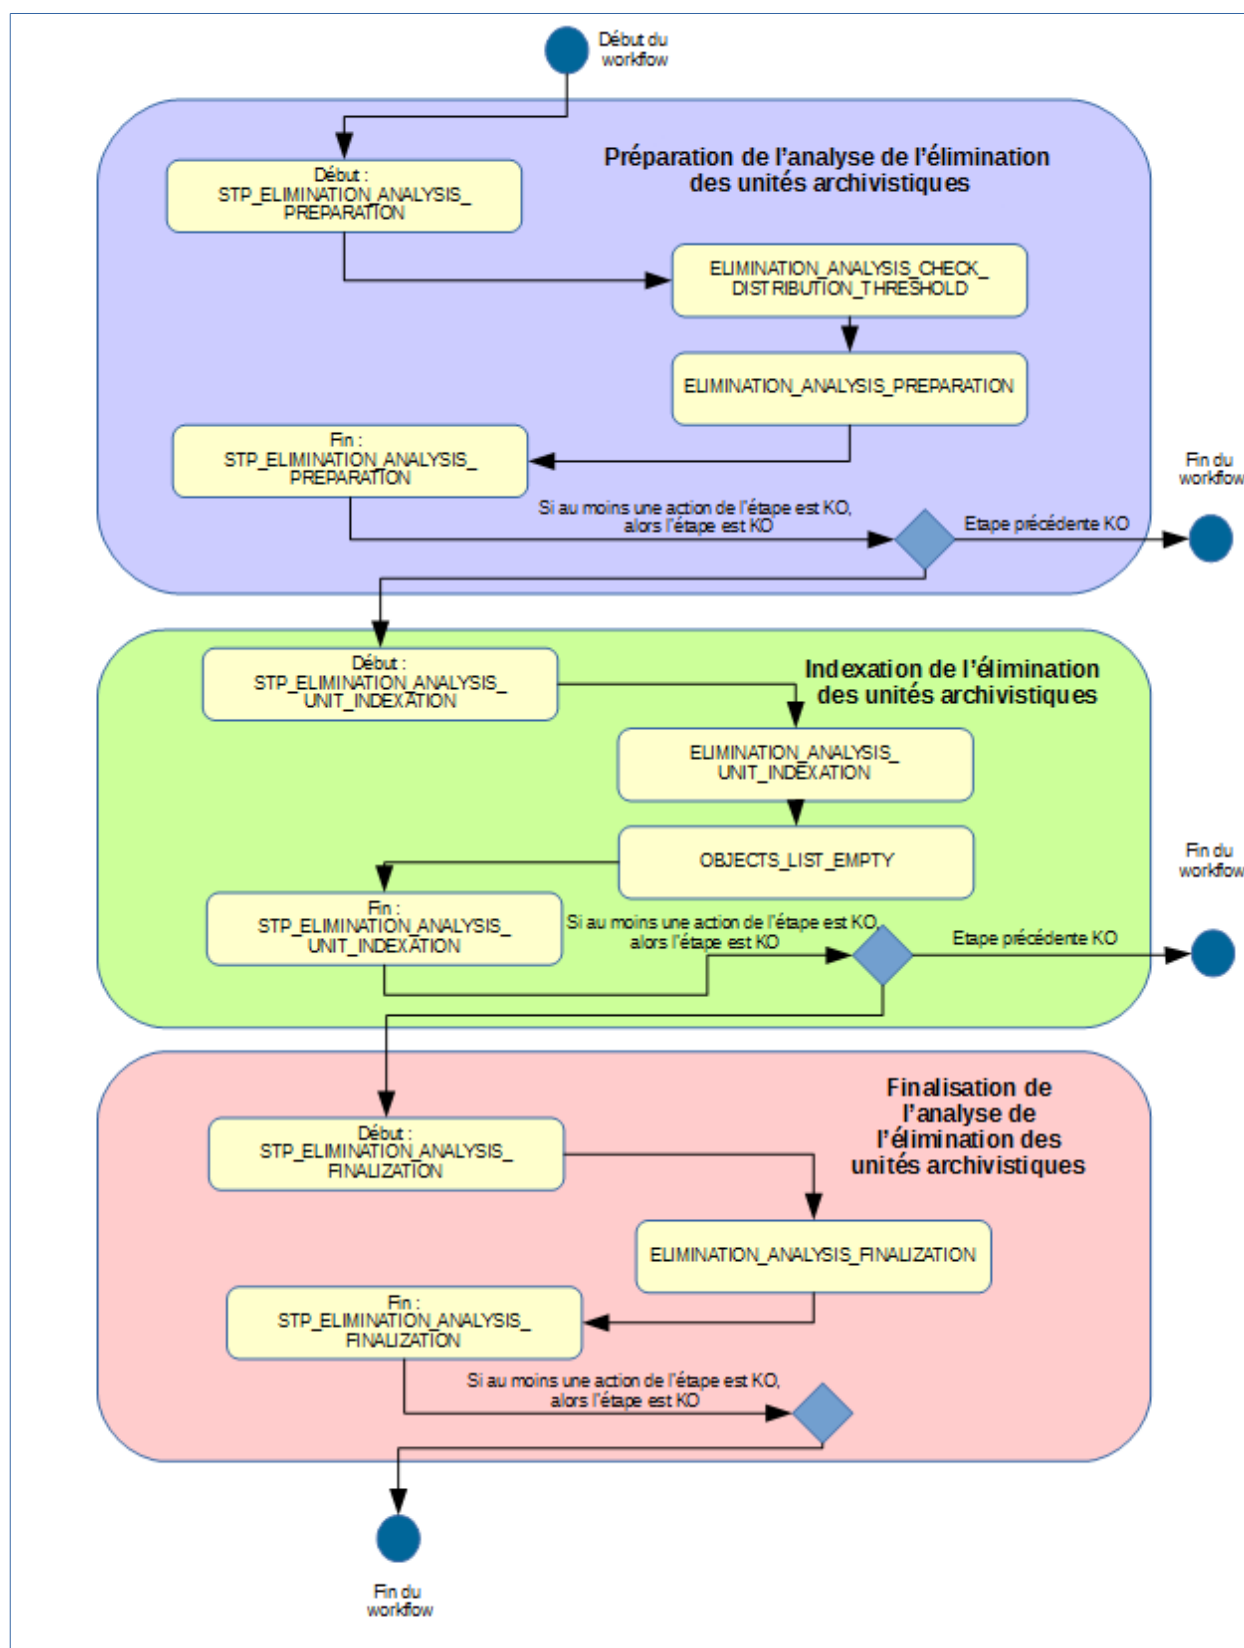 Début du
workflow
Préparation de l'analyse de l'élimination
des unités archivistiques
Début :
STP_ELIMINATION_ANALYSIS_
PREPARATION
ELIMINATION_ANALYSIS_CHECK_
DISTRIBUTION_THRESHOLD
ELIMINATION_ANALYSIS_PREPARATION
Fin :
STP_ELIMINATION_ANALYSIS_
PREPARATION
Si au moins une action de l'étape est KO,
alors l'étape est KO
Etape précédente KO
Fin du
workflow
Indexation de l'élimination
des unités archivistiques
Début :
STP_ELIMINATION_ANALYSIS_
UNIT_INDEXATION
ELIMINATION_ANALYSIS_
UNIT_INDEXATION
OBJECTS_LIST_EMPTY
Fin :
STP_ELIMINATION_ANALYSIS_
UNIT_INDEXATION
Si au moins une action de l'étape est KO,
alors l'étape est KO
Etape précédente KO
Fin du
workflow
Finalisation de
l'analyse de
l'élimination des
unités archivistiques
Début :
STP_ELIMINATION_ANALYSIS_
FINALIZATION
ELIMINATION_ANALYSIS_FINALIZATION
Fin :
STP_ELIMINATION_ANALYSIS_
FINALIZATION
Si au moins une action de l'étape est KO,
alors l'étape est KO
Fin du
workflow